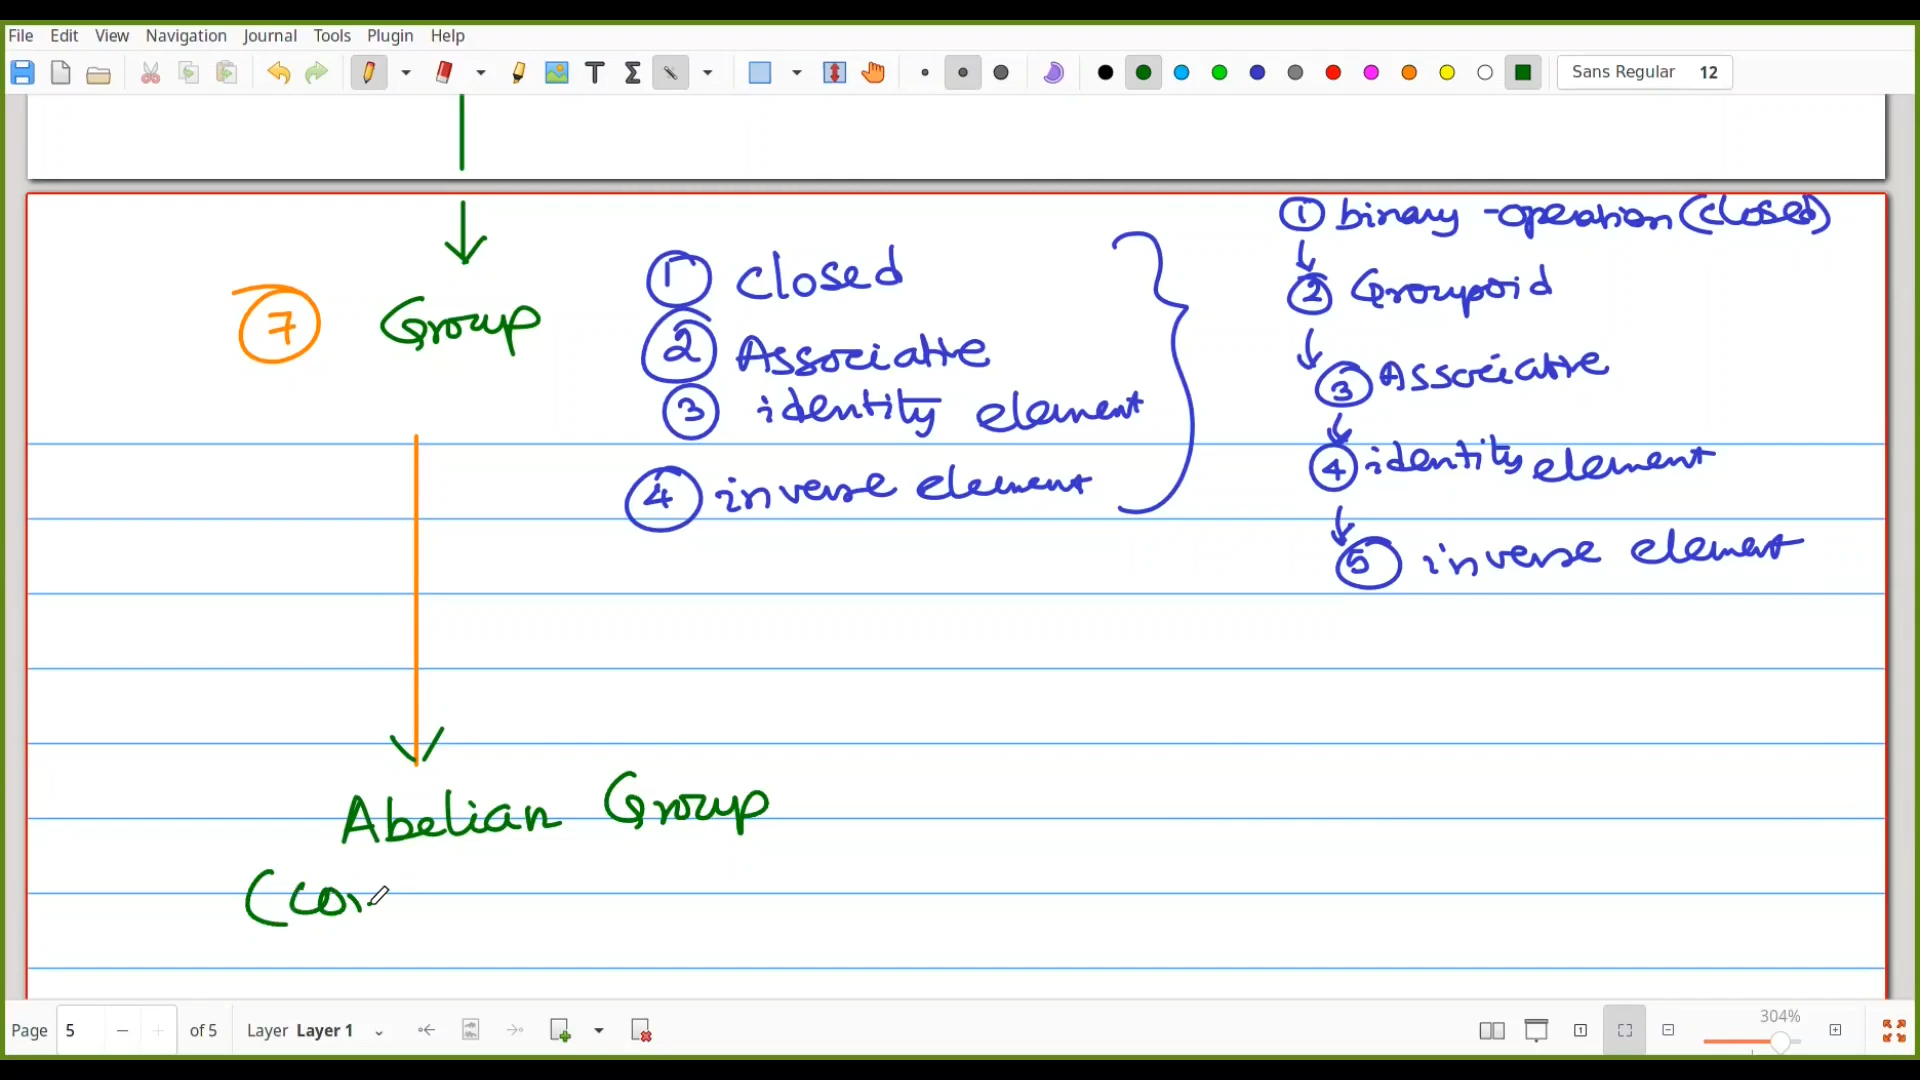 File Edit View Navigation Journal Tools Plugin Help
Sans Regular 12
① binary -operation (closed)
⑦ Group
① closed
② Groupoid
② Associative
③ Associative
③ identity element
④ identity element
④ inverse element
⑤ inverse element
Abelian Group
(com
Page 5 of 5 Layer Layer 1 304%